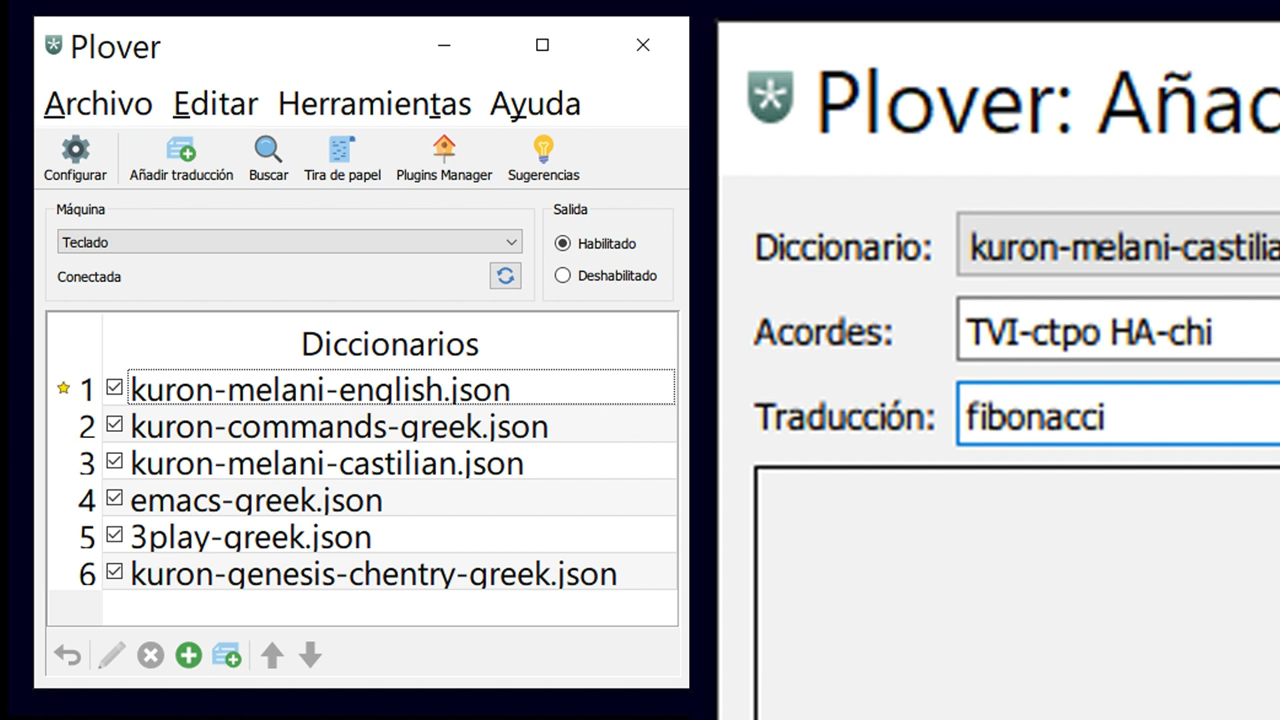 Plover
Archivo Editar Herramientas Ayuda
Configurar Añadir traducción Buscar Tira de papel Plugins Manager Sugerencias
Máquina
Teclado
Conectada
Salida
Habilitado
Deshabilitado
Diccionarios
1 kuron-melani-english.json
2 kuron-commands-greek.json
3 kuron-melani-castilian.json
4 emacs-greek.json
5 3play-greek.json
6 kuron-genesis-chentry-greek.json
Plover: Añad
Diccionario: kuron-melani-castilia
Acordes: TVI-ctpo HA-chi
Traducción: fibonacci